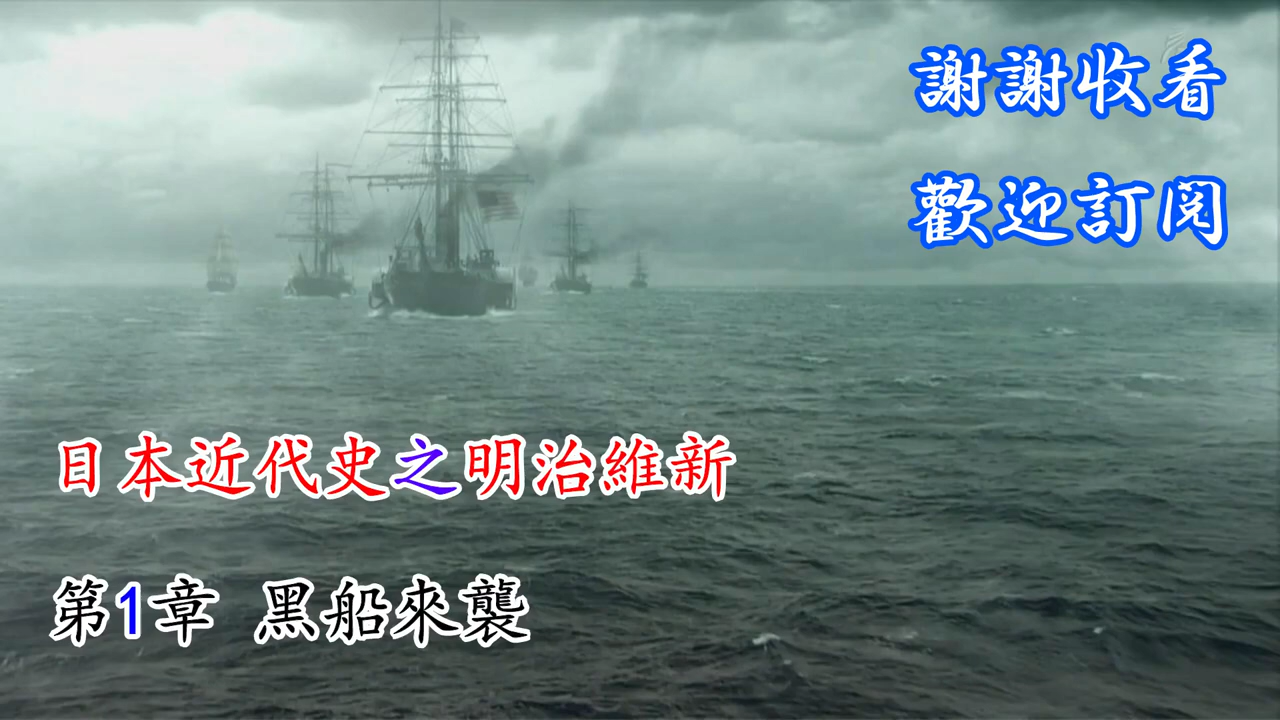 謝謝收看
歡迎訂閱
日本近代史之明治維新
第1章 黑船來襲